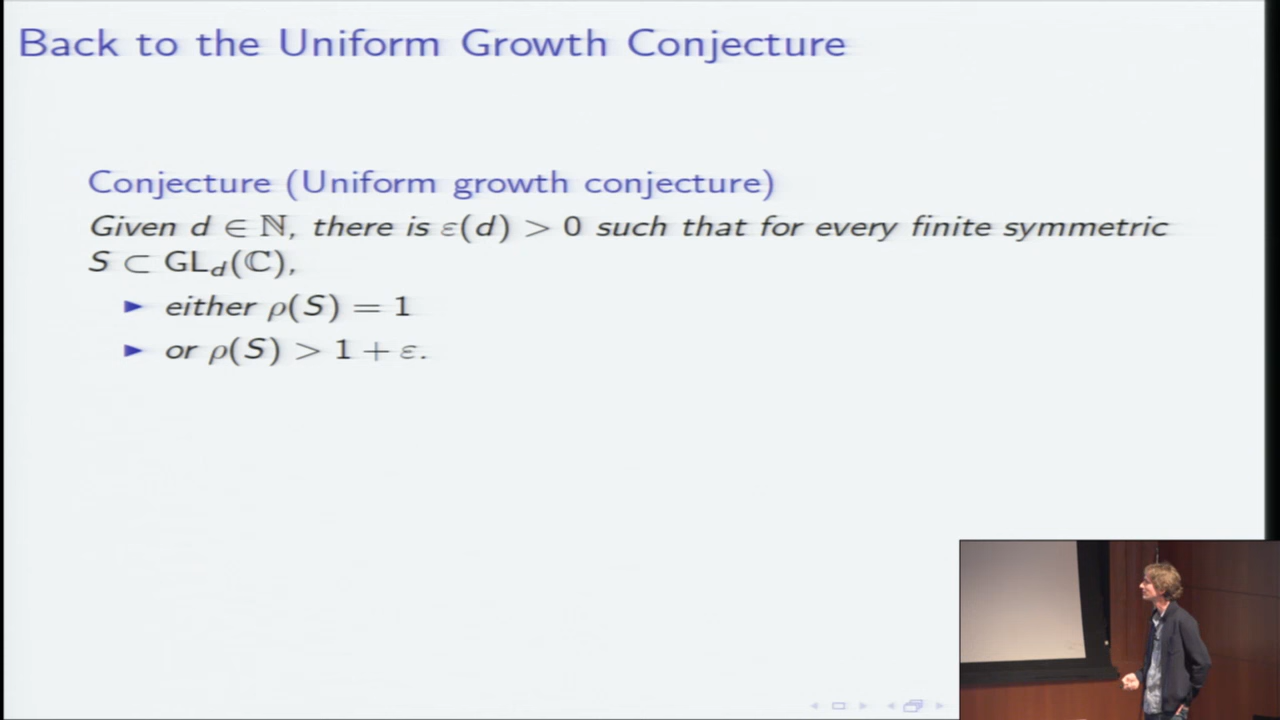 Back to the Uniform Growth Conjecture
Conjecture (Uniform growth conjecture)
Given d ∈ ℕ, there is ε(d) > 0 such that for every finite symmetric
S ⊂ GL_d(ℂ),
► either ρ(S) = 1
► or ρ(S) > 1 + ε.